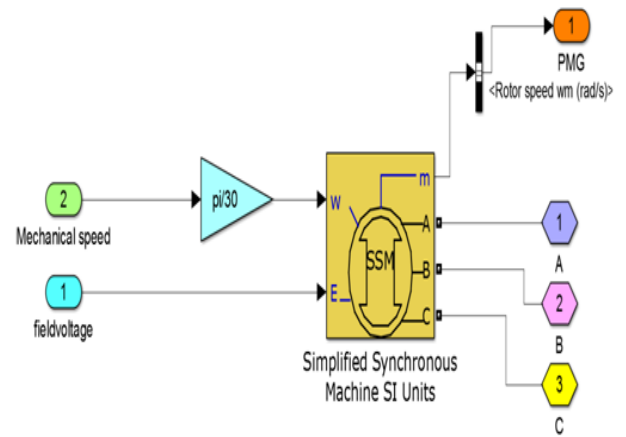 1
PMG
<Rotor speed wm (rad/s)>
2
Mechanical speed
pi/30
w
m
A
SSM
B
E
C
1
fieldvoltage
Simplified Synchronous
Machine SI Units
1
A
2
B
3
C